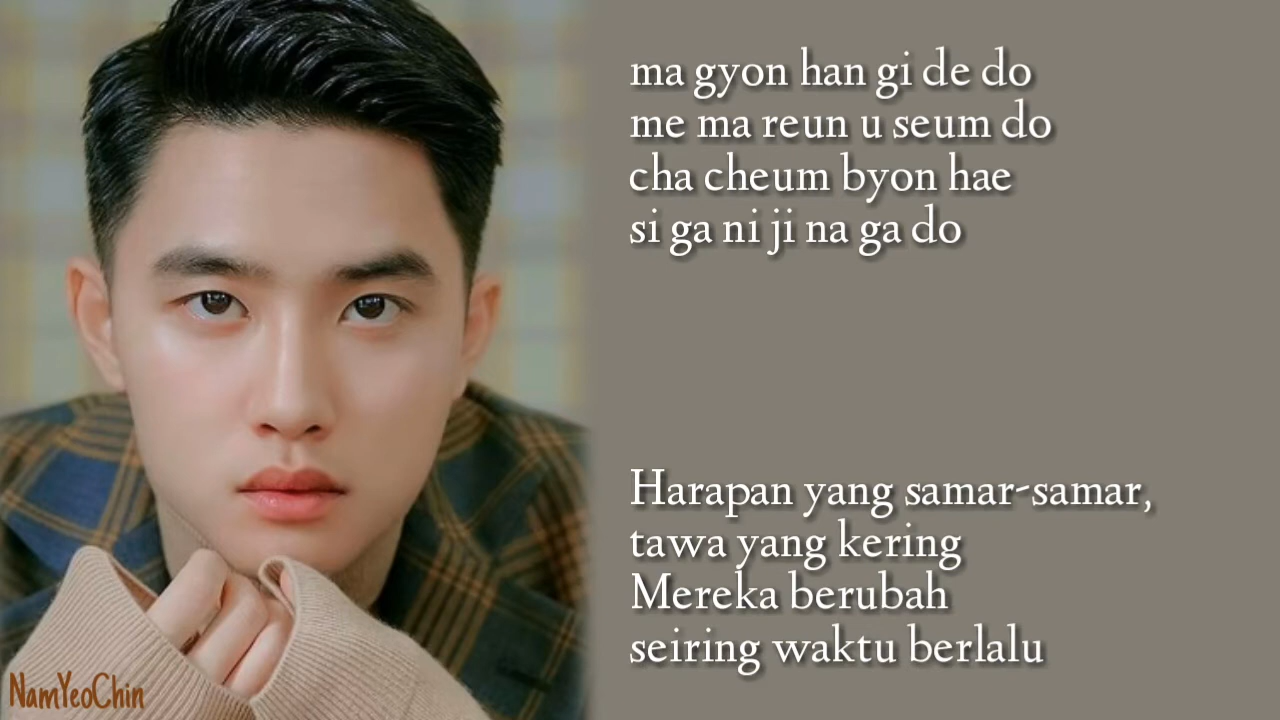 ma gyon han gi de do
me ma reun u seum do
cha cheum byon hae
si ga ni ji na ga do
Harapan yang samar-samar,
tawa yang kering
Mereka berubah
seiring waktu berlalu
NamYeoChin